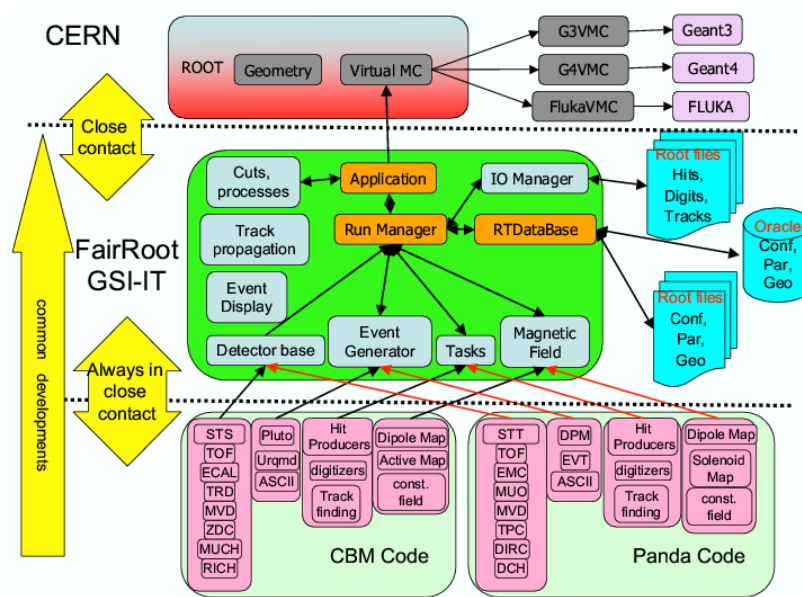 CERN
ROOT
Geometry
Virtual MC
G3VMC
Geant3
G4VMC
Geant4
FlukaVMC
FLUKA
Close
contact
FairRoot
GSI-IT
common developments
Always in
close
contact
Cuts,
processes
Application
IO Manager
Track
propagation
Run Manager
RTDataBase
Event
Display
Detector base
Event
Generator
Tasks
Magnetic
Field
Root files
Hits,
Digits,
Tracks
Oracle
Conf,
Par,
Geo
Root files
Conf,
Par,
Geo
STS
TOF
ECAL
TRD
MVD
ZDC
MUCH
RICH
Pluto
Urqmd
ASCII
Hit
Producers
digitizers
Track
finding
Dipole Map
Active Map
const.
field
CBM Code
STT
TOF
EMC
MUO
MVD
TPC
DIRC
DCH
DPM
EVT
ASCII
Hit
Producers
digitizers
Track
finding
Dipole Map
Solenoid
Map
const.
field
Panda Code